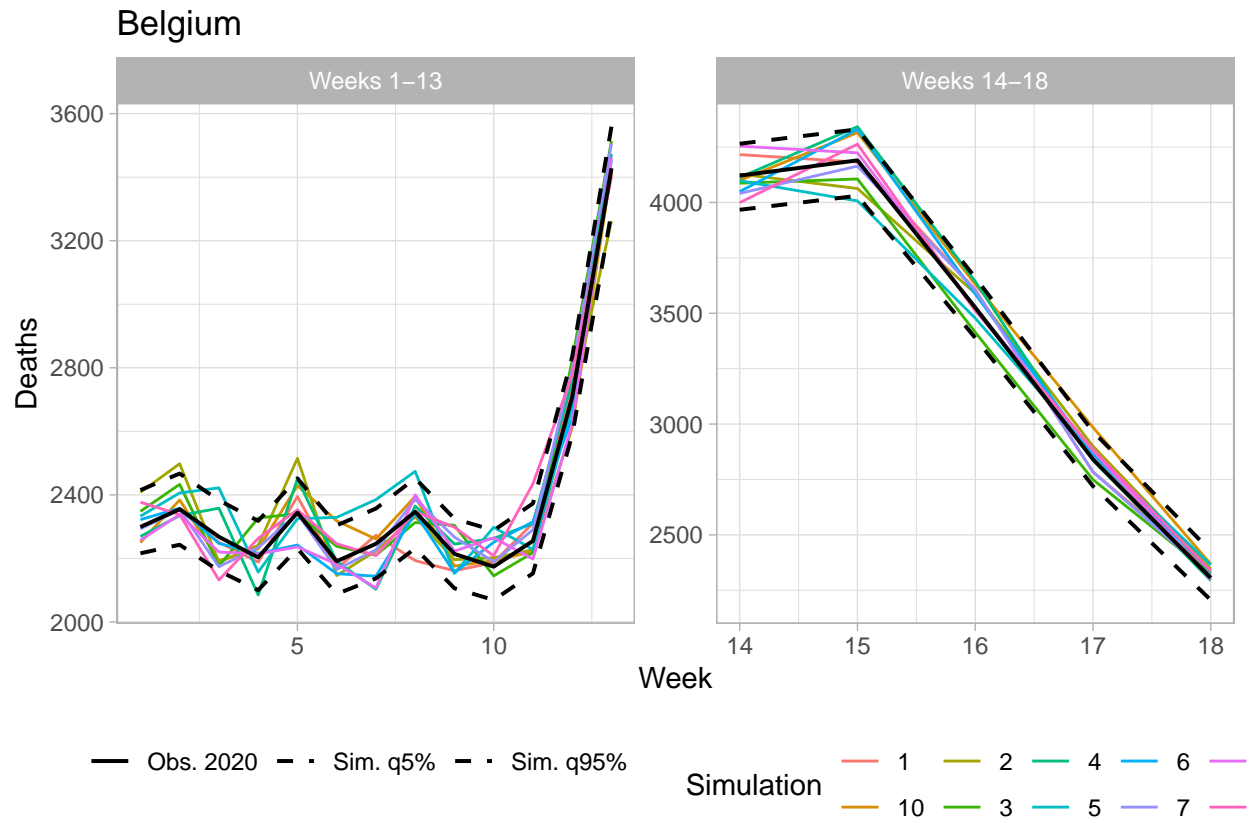 Belgium
Weeks 1–13
Weeks 14–18
Deaths
3600
3200
2800
2400
2000
4000
3500
3000
2500
5
10
14
15
16
17
18
Week
Obs. 2020
Sim. q5%
Sim. q95%
Simulation
1
2
4
6
10
3
5
7